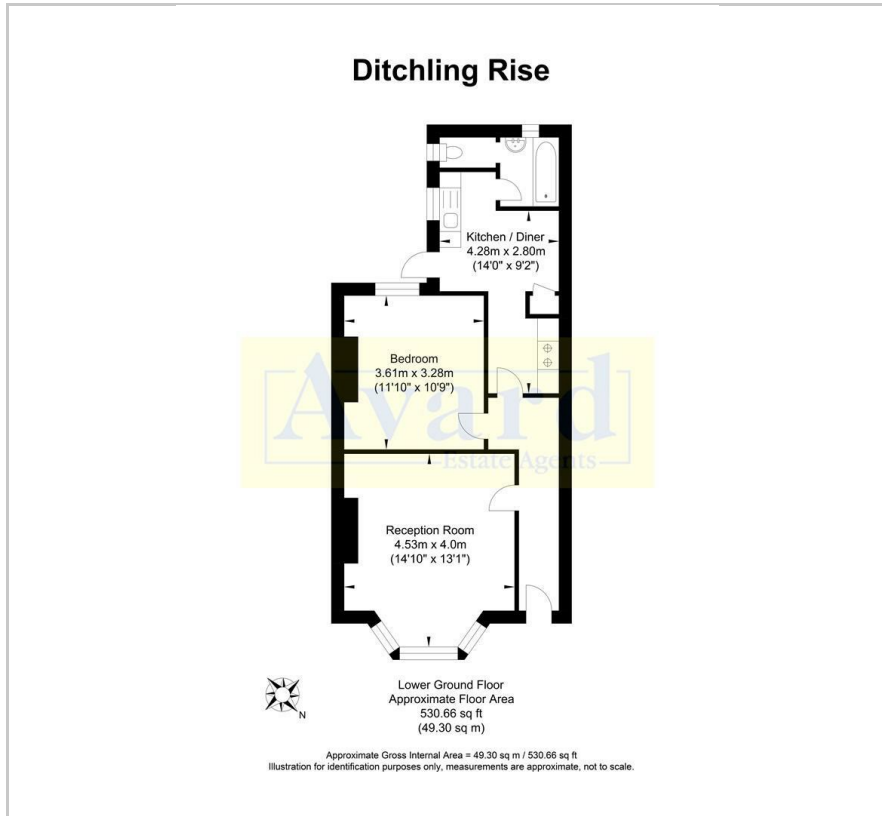 Ditchling Rise
Kitchen / Diner
4.28m x 2.80m
(14'0" x 9'2")
Bedroom
3.61m x 3.28m
(11'10" x 10'9")
Avard
Estate Agents
Reception Room
4.53m x 4.0m
(14'10" x 13'1")
N
Lower Ground Floor
Approximate Floor Area
530.66 sq ft
(49.30 sq m)
Approximate Gross Internal Area = 49.30 sq m / 530.66 sq ft
Illustration for identification purposes only, measurements are approximate, not to scale.